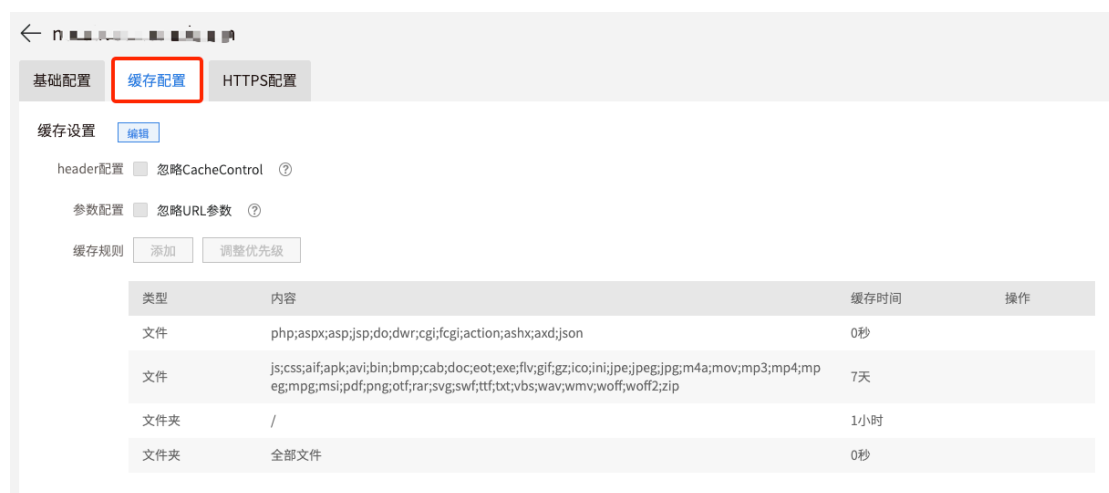 基础配置 缓存配置 HTTPS配置
缓存设置 编辑
header配置 忽略CacheControl ?
参数配置 忽略URL参数 ?
缓存规则 添加 调整优先级
类型 内容 缓存时间 操作
文件 php;aspx;asp;jsp;do;dwr;cgi;fcgi;action;ashx;axd;json 0秒
文件 js;css;aif;apk;avi;bin;bmp;cab;doc;eot;exe;flv;gif;gz;ico;ini;jpe;jpeg;jpg;m4a;mov;mp3;mp4;mp 7天
eg;mpg;msi;pdf;png;otf;rar;svg;swf;ttf;txt;vbs;wav;wmv;woff;woff2;zip
文件夹 / 1小时
文件夹 全部文件 0秒